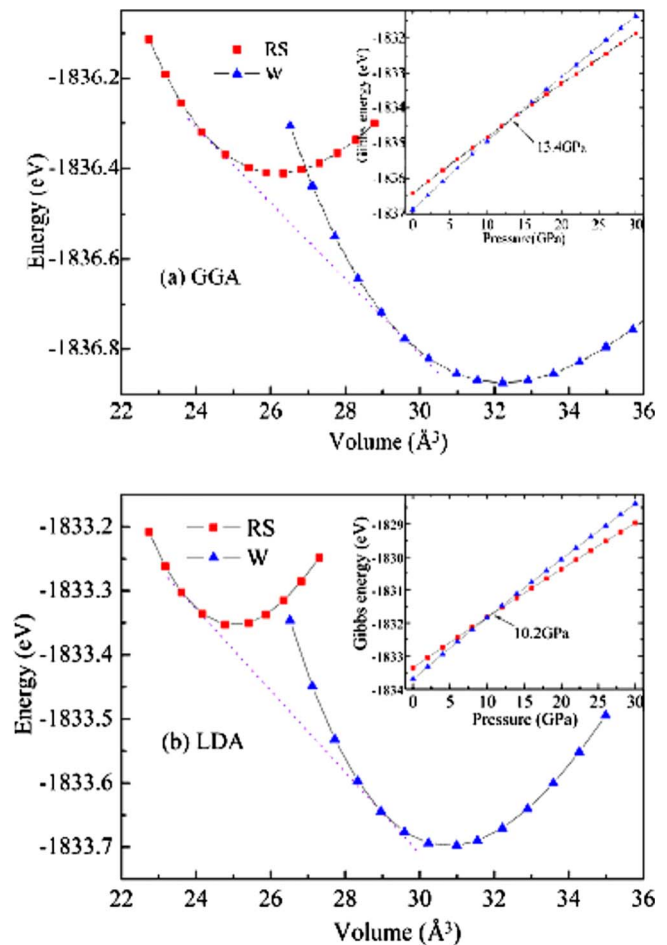 -1836.2
-1836.4
-1836.6
-1836.8
Energy (eV)
RS
W
(a) GGA
22 24 26 28 30 32 34 36
Volume (Å³)
-1832
-1833
-1834
-1835
-1836
-1837
Gibbs energy (eV)
13.4GPa
0 5 10 15 20 25 30
Pressure(GPa)
-1833.2
-1833.3
-1833.4
-1833.5
-1833.6
-1833.7
Energy (eV)
RS
W
(b) LDA
22 24 26 28 30 32 34 36
Volume (Å³)
-1829
-1830
-1831
-1832
-1833
-1834
Gibbs energy (eV)
10.2GPa
0 5 10 15 20 25 30
Pressure (GPa)